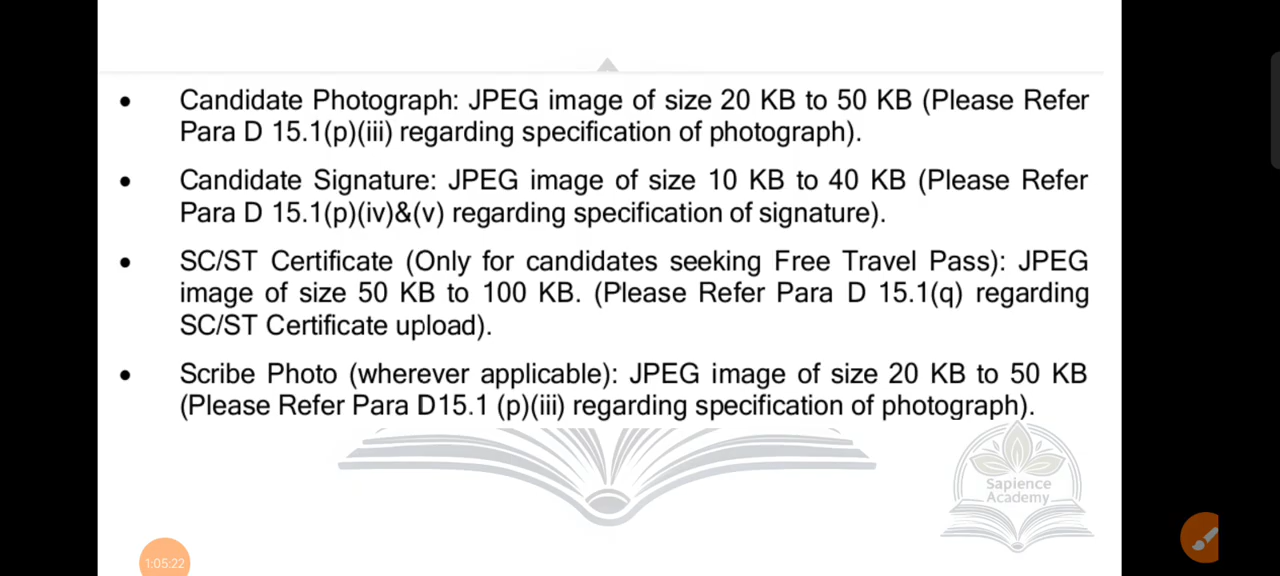 • Candidate Photograph: JPEG image of size 20 KB to 50 KB (Please Refer
Para D 15.1(p)(iii) regarding specification of photograph).
• Candidate Signature: JPEG image of size 10 KB to 40 KB (Please Refer
Para D 15.1(p)(iv)&(v) regarding specification of signature).
• SC/ST Certificate (Only for candidates seeking Free Travel Pass): JPEG
image of size 50 KB to 100 KB. (Please Refer Para D 15.1(q) regarding
SC/ST Certificate upload).
• Scribe Photo (wherever applicable): JPEG image of size 20 KB to 50 KB
(Please Refer Para D15.1 (p)(iii) regarding specification of photograph).
Sapience
Academy
1:05:22